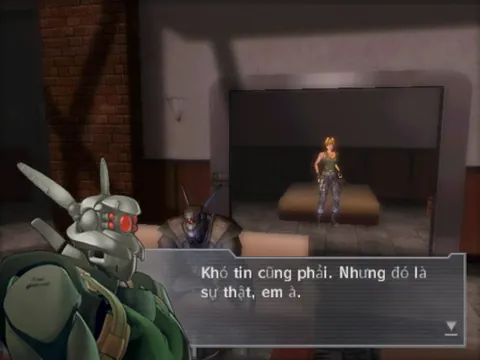 Khó tin cũng phải. Nhưng đó là
sự thật, em à.